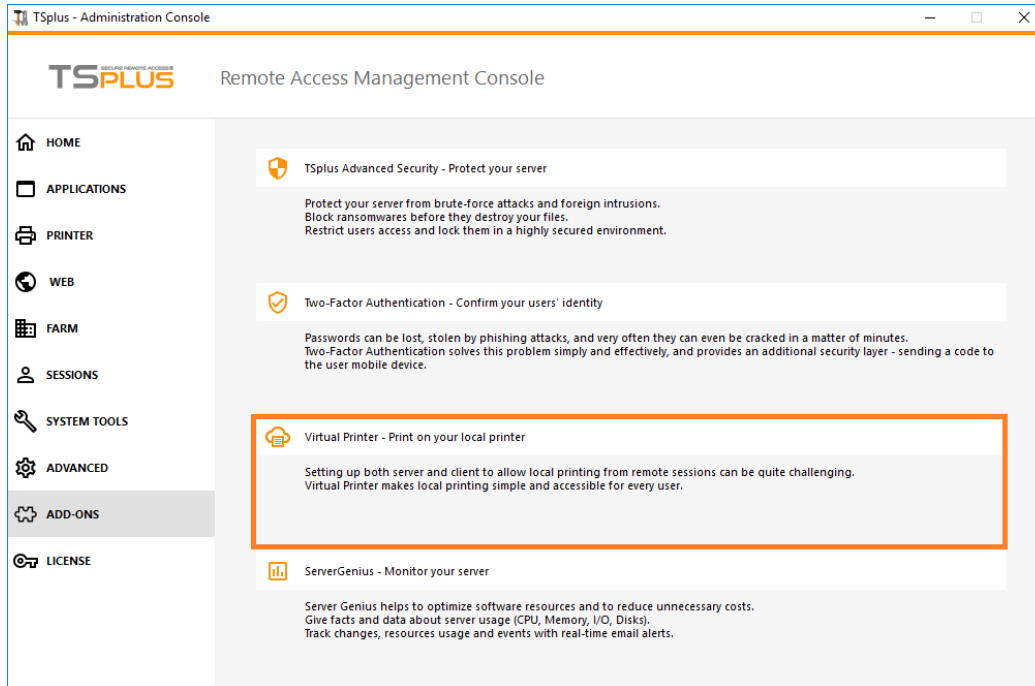 TSplus - Administration Console
TSPLUS
SECURE REMOTE ACCESS®
Remote Access Management Console
HOME
APPLICATIONS
PRINTER
WEB
FARM
SESSIONS
SYSTEM TOOLS
ADVANCED
ADD-ONS
LICENSE
TSplus Advanced Security - Protect your server
Protect your server from brute-force attacks and foreign intrusions.
Block ransomwares before they destroy your files.
Restrict users access and lock them in a highly secured environment.
Two-Factor Authentication - Confirm your users' identity
Passwords can be lost, stolen by phishing attacks, and very often they can even be cracked in a matter of minutes.
Two-Factor Authentication solves this problem simply and effectively, and provides an additional security layer - sending a code to
the user mobile device.
Virtual Printer - Print on your local printer
Setting up both server and client to allow local printing from remote sessions can be quite challenging.
Virtual Printer makes local printing simple and accessible for every user.
ServerGenius - Monitor your server
Server Genius helps to optimize software resources and to reduce unnecessary costs.
Give facts and data about server usage (CPU, Memory, I/O, Disks).
Track changes, resources usage and events with real-time email alerts.